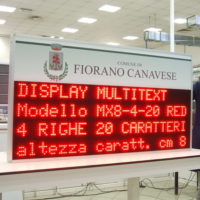 COMUNE DI
FIORANO CANAVESE
DISPLAY MULTITEXT
Modello MX8-4-20 RED
4 RIGHE 20 CARATTERI
altezza caratt. cm 8